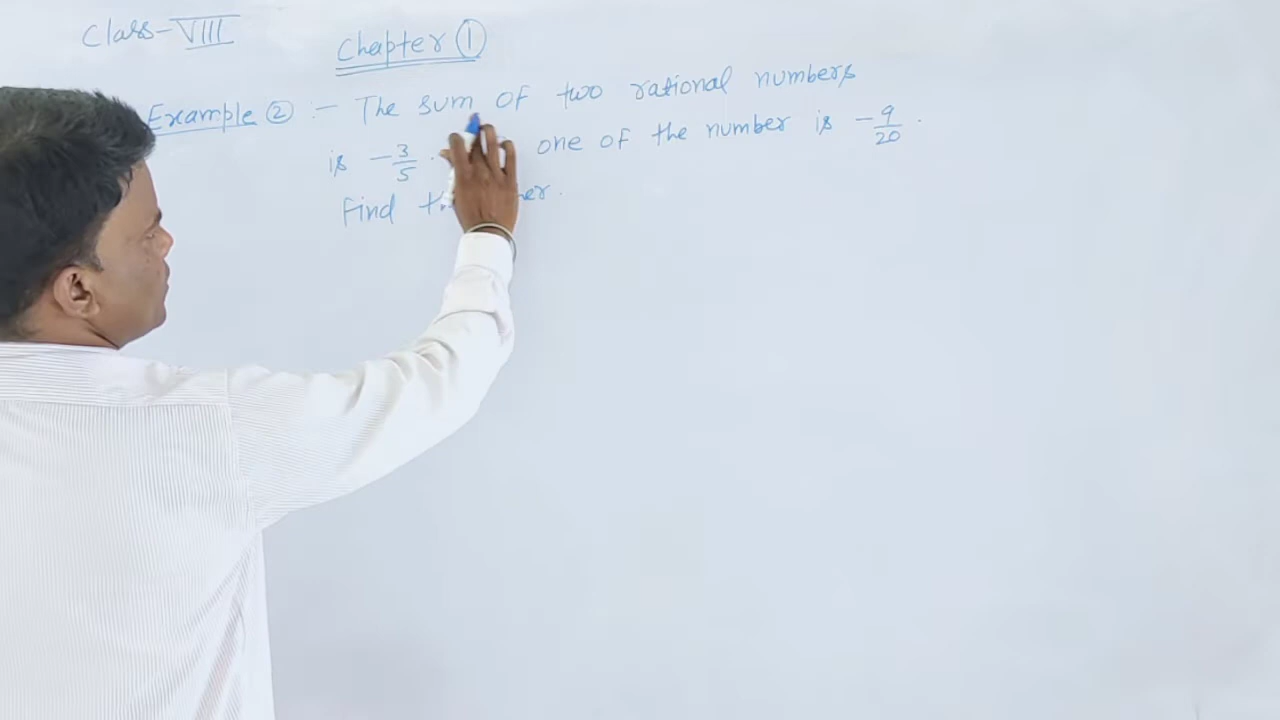 Class-VIII
Chapter ①
Example ② :- The sum of two rational numbers
is -3/5. one of the number is -9/20.
Find